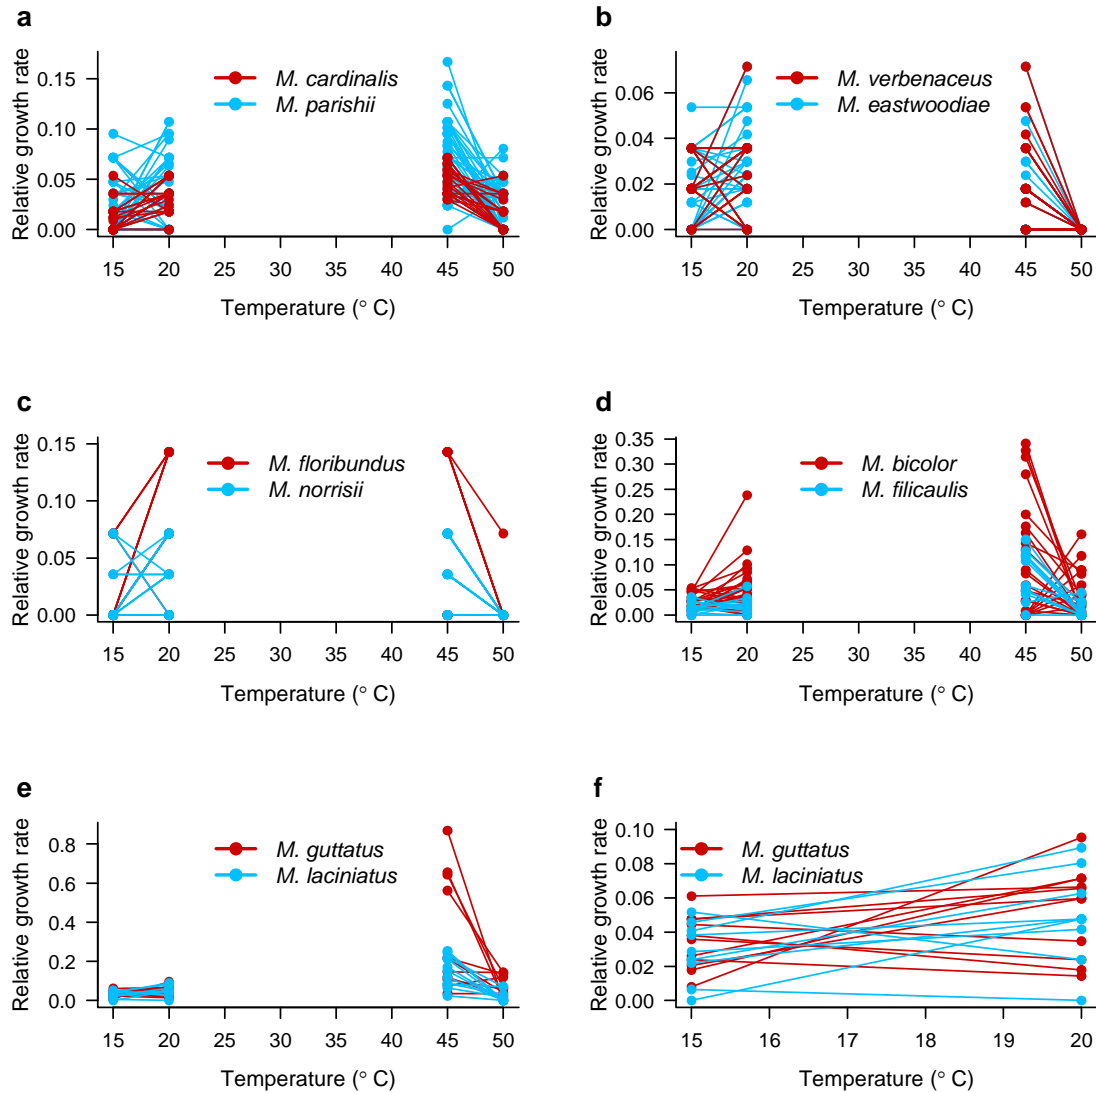 a
Relative growth rate
0.15
0.10
0.05
0.00
M. cardinalis
M. parishii
15 20 25 30 35 40 45 50
Temperature (° C)
b
Relative growth rate
0.06
0.04
0.02
0.00
M. verbenaceus
M. eastwoodiae
15 20 25 30 35 40 45 50
Temperature (° C)
c
Relative growth rate
0.15
0.10
0.05
0.00
M. floribundus
M. norrisii
15 20 25 30 35 40 45 50
Temperature (° C)
d
Relative growth rate
0.35
0.30
0.25
0.20
0.15
0.10
0.05
0.00
M. bicolor
M. filicaulis
15 20 25 30 35 40 45 50
Temperature (° C)
e
Relative growth rate
0.8
0.6
0.4
0.2
0.0
M. guttatus
M. laciniatus
15 20 25 30 35 40 45 50
Temperature (° C)
f
Relative growth rate
0.10
0.08
0.06
0.04
0.02
0.00
M. guttatus
M. laciniatus
15 16 17 18 19 20
Temperature (° C)